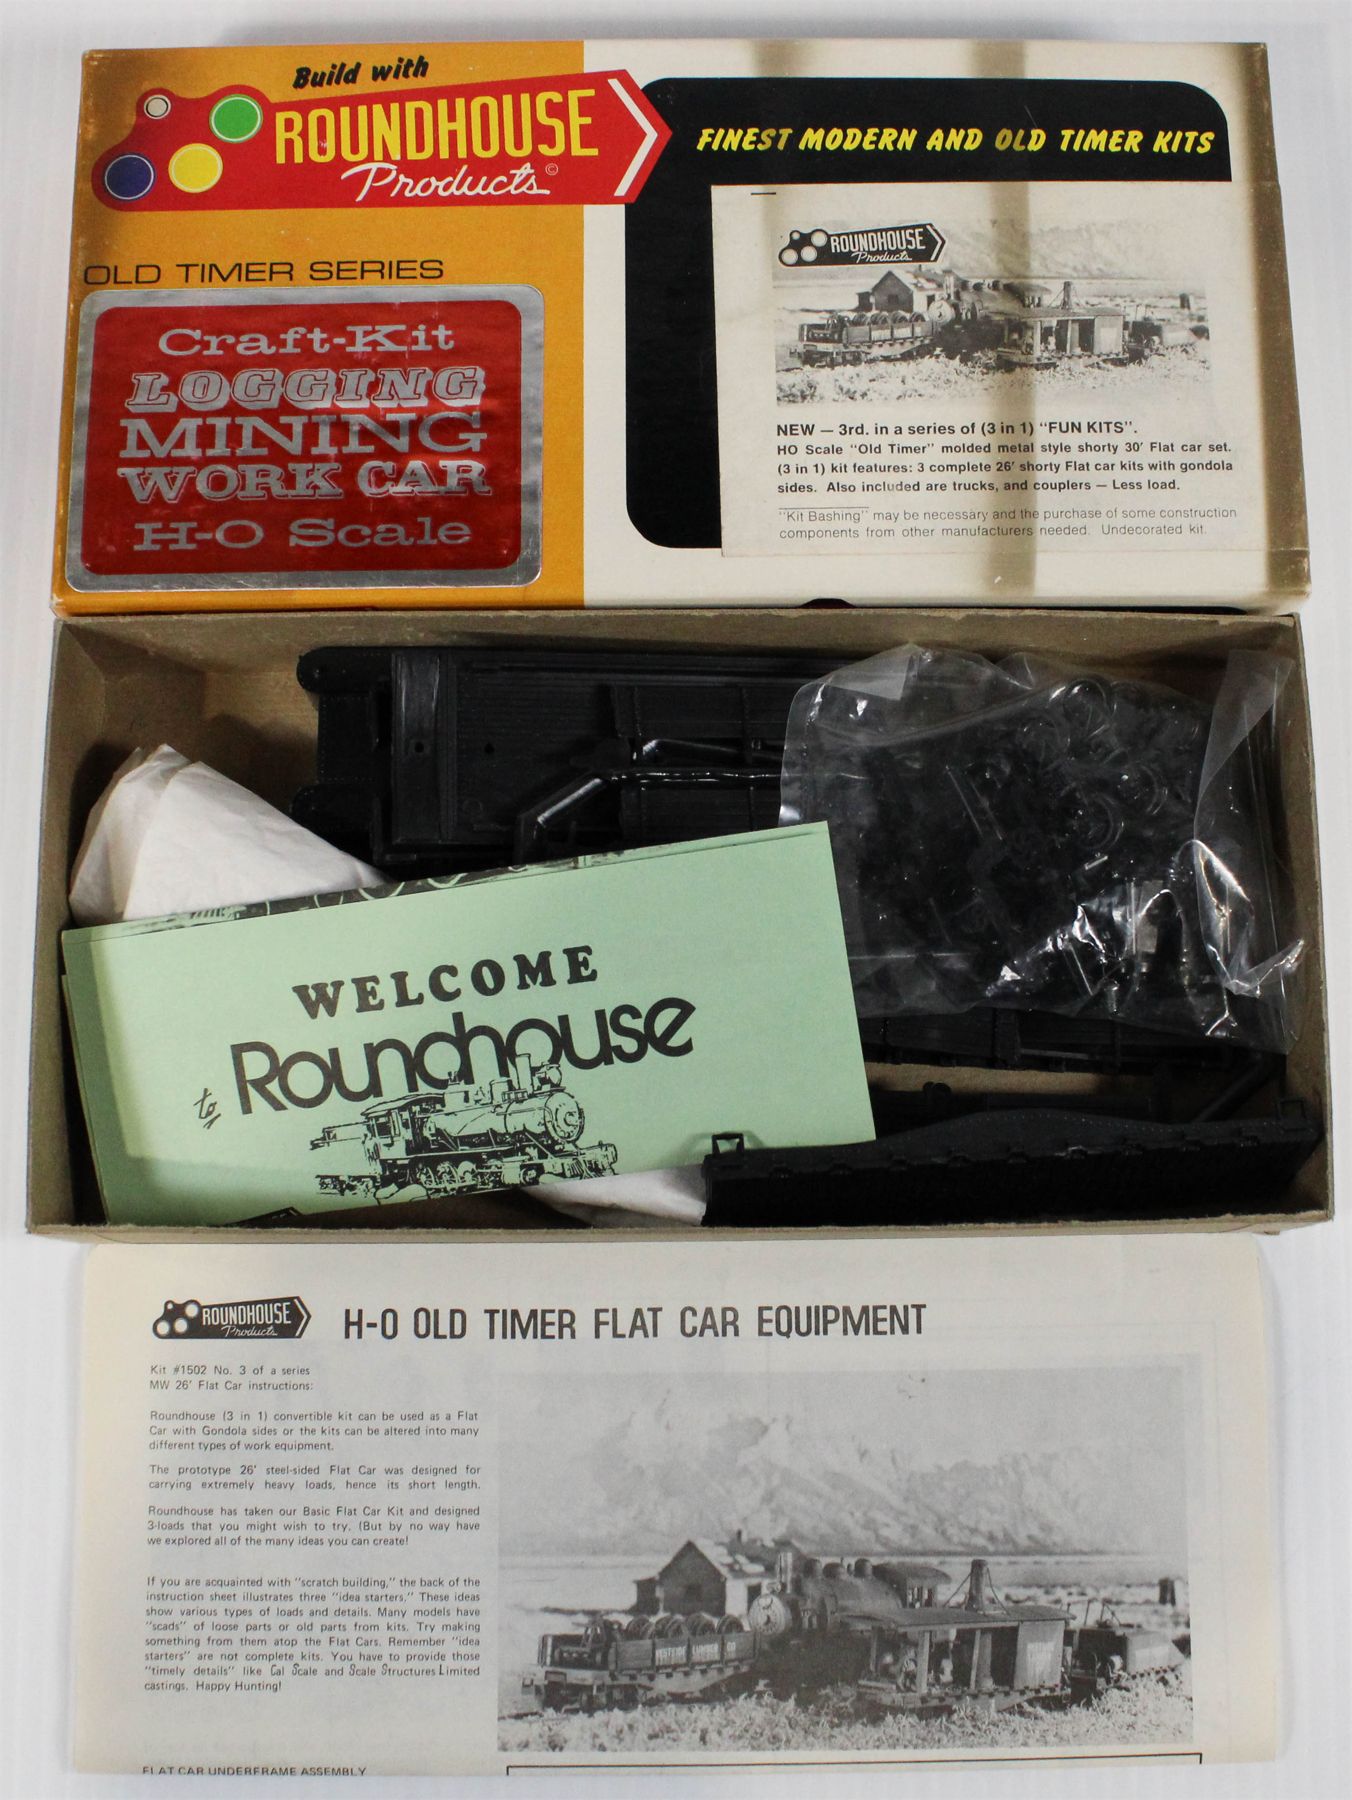 Build with
ROUNDHOUSE
Products©
FINEST MODERN AND OLD TIMER KITS
OLD TIMER SERIES
Craft-Kit
LOGGING
MINING
WORK CAR
H-O Scale
ROUNDHOUSE
Products
NEW — 3rd. in a series of (3 in 1) "FUN KITS".
HO Scale "Old Timer" molded metal style shorty 30' Flat car set.
(3 in 1) kit features: 3 complete 26' shorty Flat car kits with gondola
sides. Also included are trucks, and couplers — Less load.
"Kit Bashing" may be necessary and the purchase of some construction
components from other manufacturers needed. Undecorated kit.
WELCOME
to Roundhouse
ROUNDHOUSE
Products
H-O OLD TIMER FLAT CAR EQUIPMENT
Kit #1502 No. 3 of a series
MW 26' Flat Car instructions:
Roundhouse (3 in 1) convertible kit can be used as a Flat
Car with Gondola sides or the kits can be altered into many
different types of work equipment.
The prototype 26' steel-sided Flat Car was designed for
carrying extremely heavy loads, hence its short length.
Roundhouse has taken our Basic Flat Car Kit and designed
3-loads that you might wish to try. (But by no way have
we explored all of the many ideas you can create!
If you are acquainted with "scratch building," the back of the
instruction sheet illustrates three "idea starters." These ideas
show various types of loads and details. Many models have
"scads" of loose parts or old parts from kits. Try making
something from them atop the Flat Cars. Remember "idea
starters" are not complete kits. You have to provide those
"timely details" like Cal Scale and Scale Structures Limited
castings. Happy Hunting!
LUMBER CO
FLAT CAR UNDERFRAME ASSEMBLY